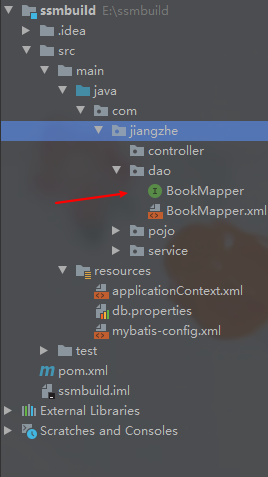 ssmbuild E:\ssmbuild
.idea
src
main
java
com
jiangzhe
controller
dao
BookMapper
BookMapper.xml
pojo
service
resources
applicationContext.xml
db.properties
mybatis-config.xml
test
pom.xml
ssmbuild.iml
External Libraries
Scratches and Consoles